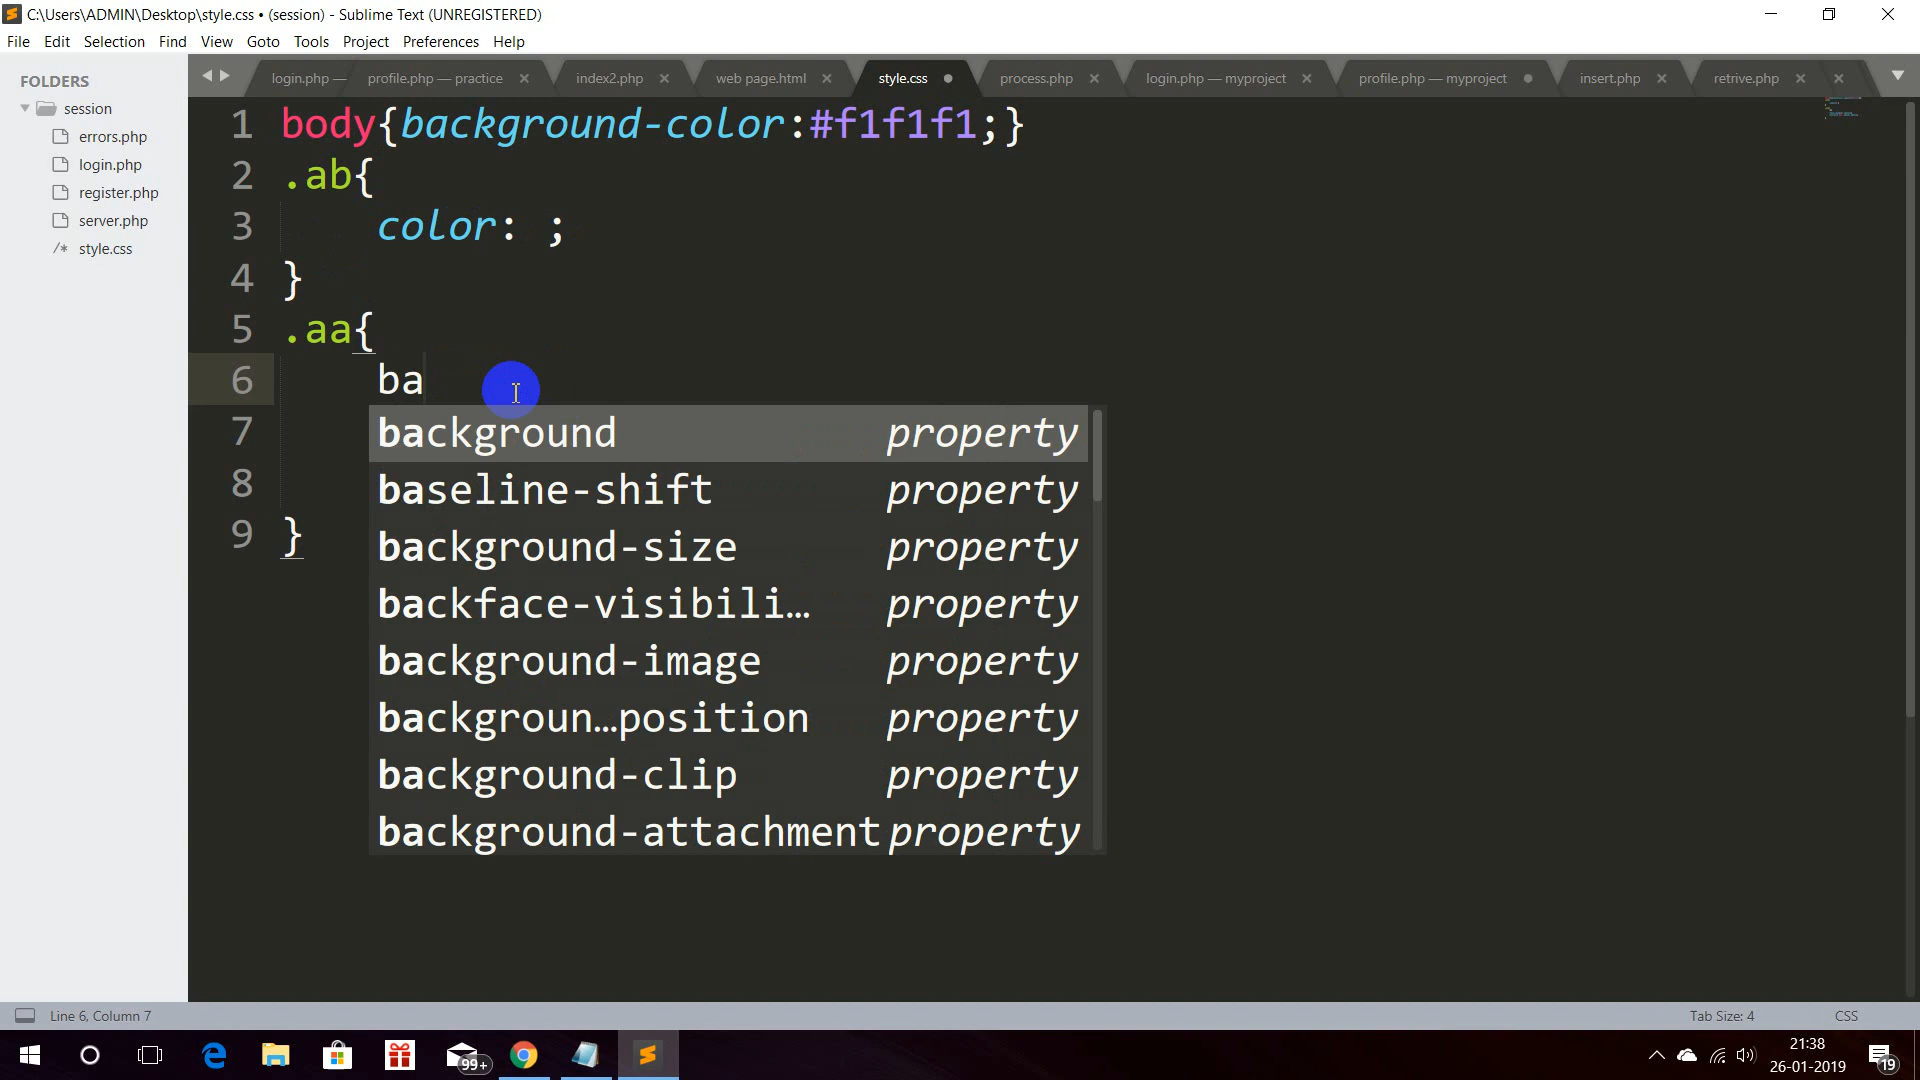 C:\Users\ADMIN\Desktop\style.css • (session) - Sublime Text (UNREGISTERED)
File Edit Selection Find View Goto Tools Project Preferences Help
FOLDERS
session
errors.php
login.php
register.php
server.php
/* style.css
login.php — profile.php — practice index2.php web page.html style.css process.php login.php — myproject profile.php — myproject insert.php retrive.php
1 body{background-color:#f1f1f1;}
2 .ab{
3 color: ;
4 }
5 .aa{
6 ba
7
8
9 }
background property
baseline-shift property
background-size property
backface-visibili… property
background-image property
backgroun…position property
background-clip property
background-attachment property
Line 6, Column 7 Tab Size: 4 CSS
99+
21:38
26-01-2019
19